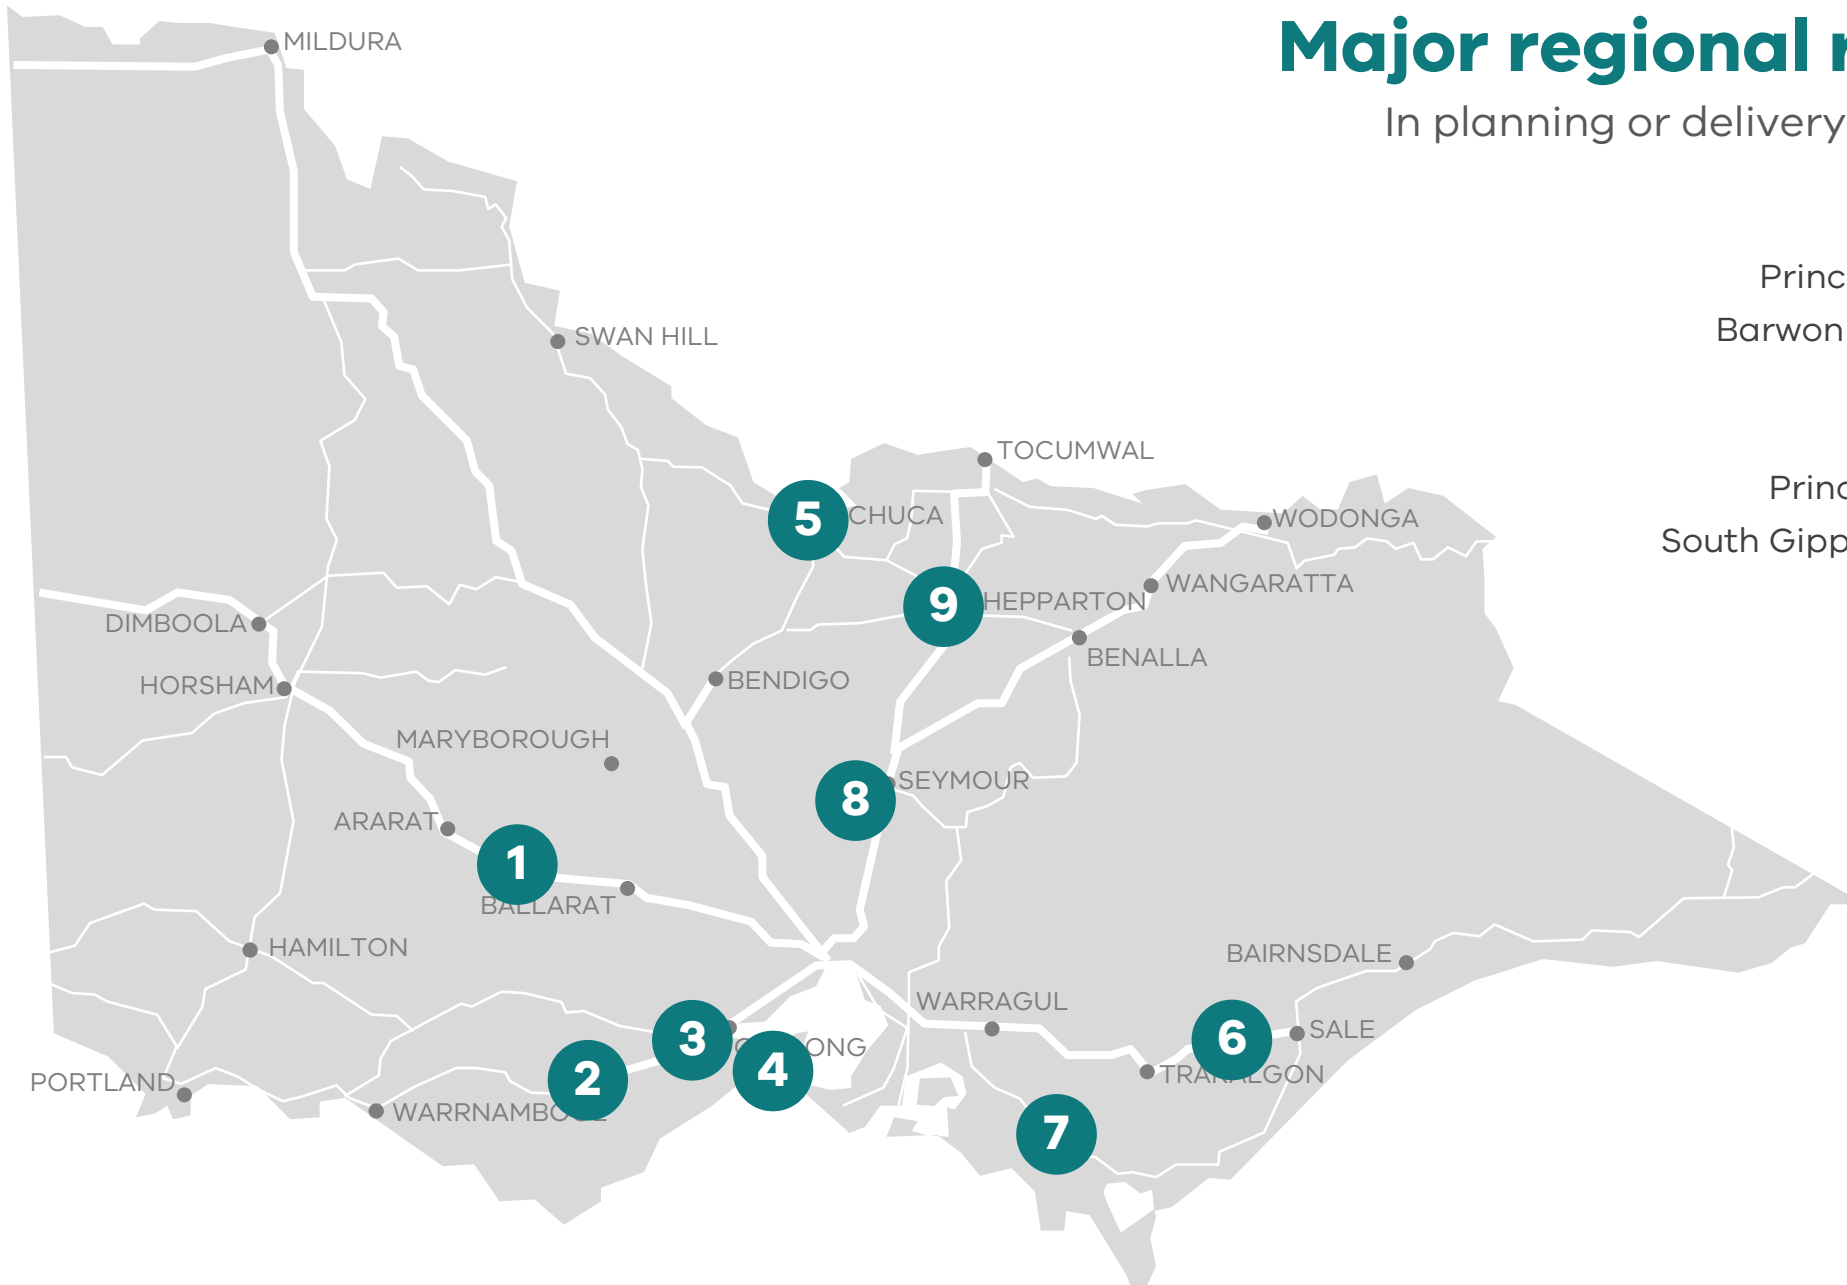 Major regional r
In planning or delivery
MILDURA
Princ
Barwon
SWAN HILL
TOCUMWAL
Princ
5
CHUCA
WODONGA
South Gipp
WANGARATTA
9
HEPPARTON
DIMBOOLA
BENALLA
HORSHAM
BENDIGO
MARYBOROUGH
SEYMOUR
8
ARARAT
1
BALLARAT
HAMILTON
BAIRNSDALE
WARRAGUL
SALE
3
6
ONG
4
2
TRARALGON
PORTLAND
WARRNAMBOOL
7